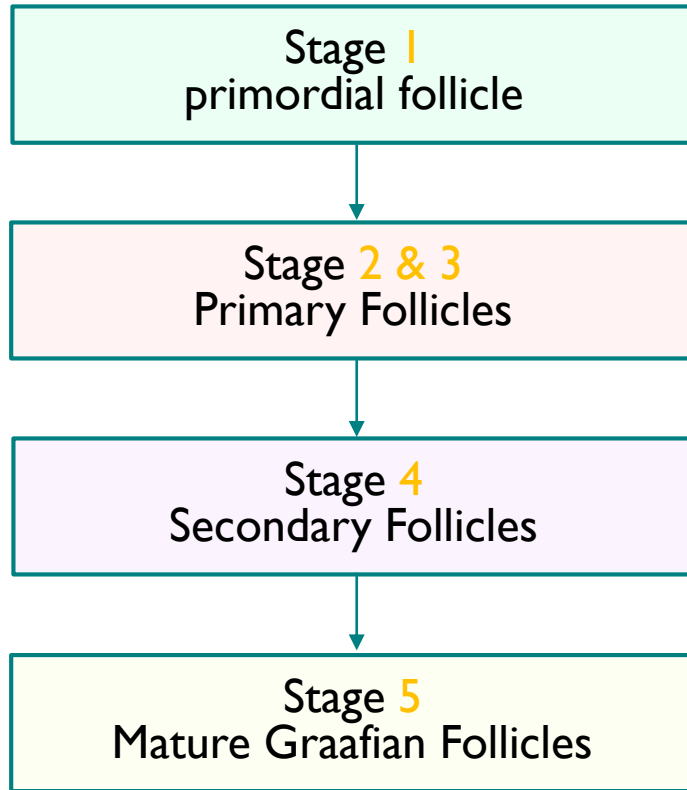 Stage 1
primordial follicle
Stage 2 & 3
Primary Follicles
Stage 4
Secondary Follicles
Stage 5
Mature Graafian Follicles